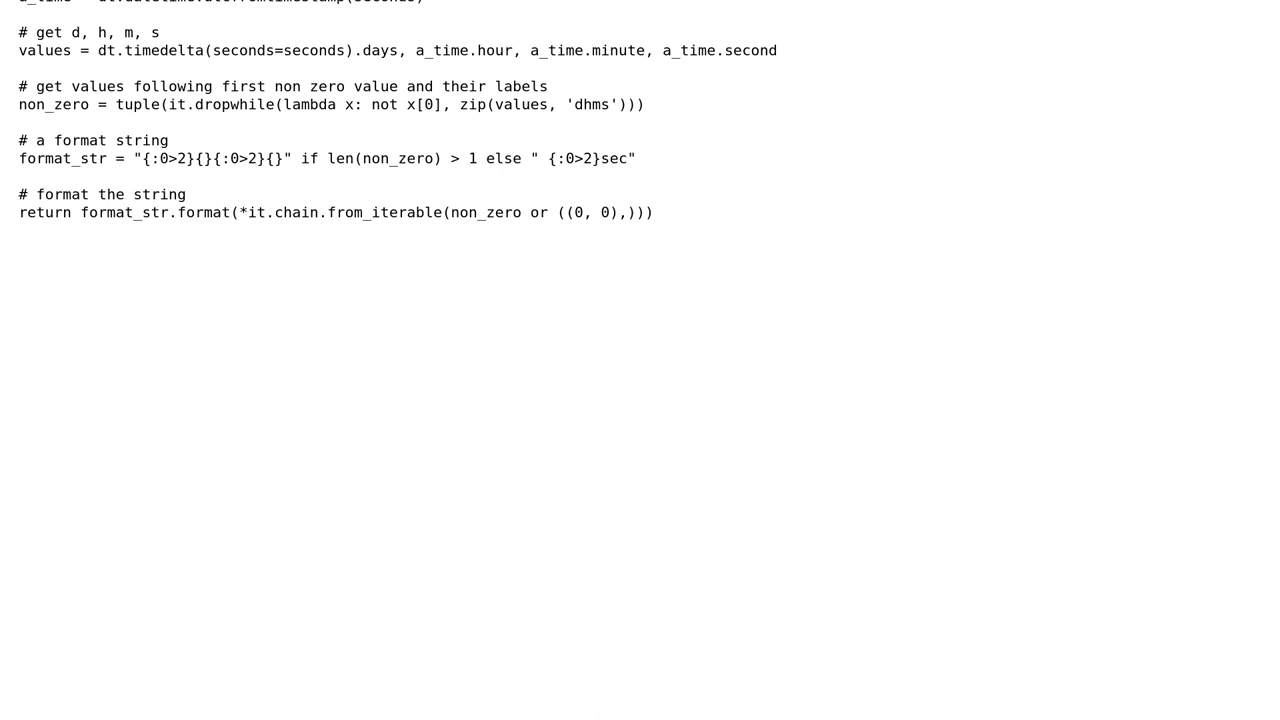 # get d, h, m, s
values = dt.timedelta(seconds=seconds).days, a_time.hour, a_time.minute, a_time.second
# get values following first non zero value and their labels
non_zero = tuple(it.dropwhile(lambda x: not x[0], zip(values, 'dhms')))
# a format string
format_str = "{:0>2}{}{:0>2}{}" if len(non_zero) > 1 else " {:0>2}sec"
# format the string
return format_str.format(*it.chain.from_iterable(non_zero or ((0, 0),)))